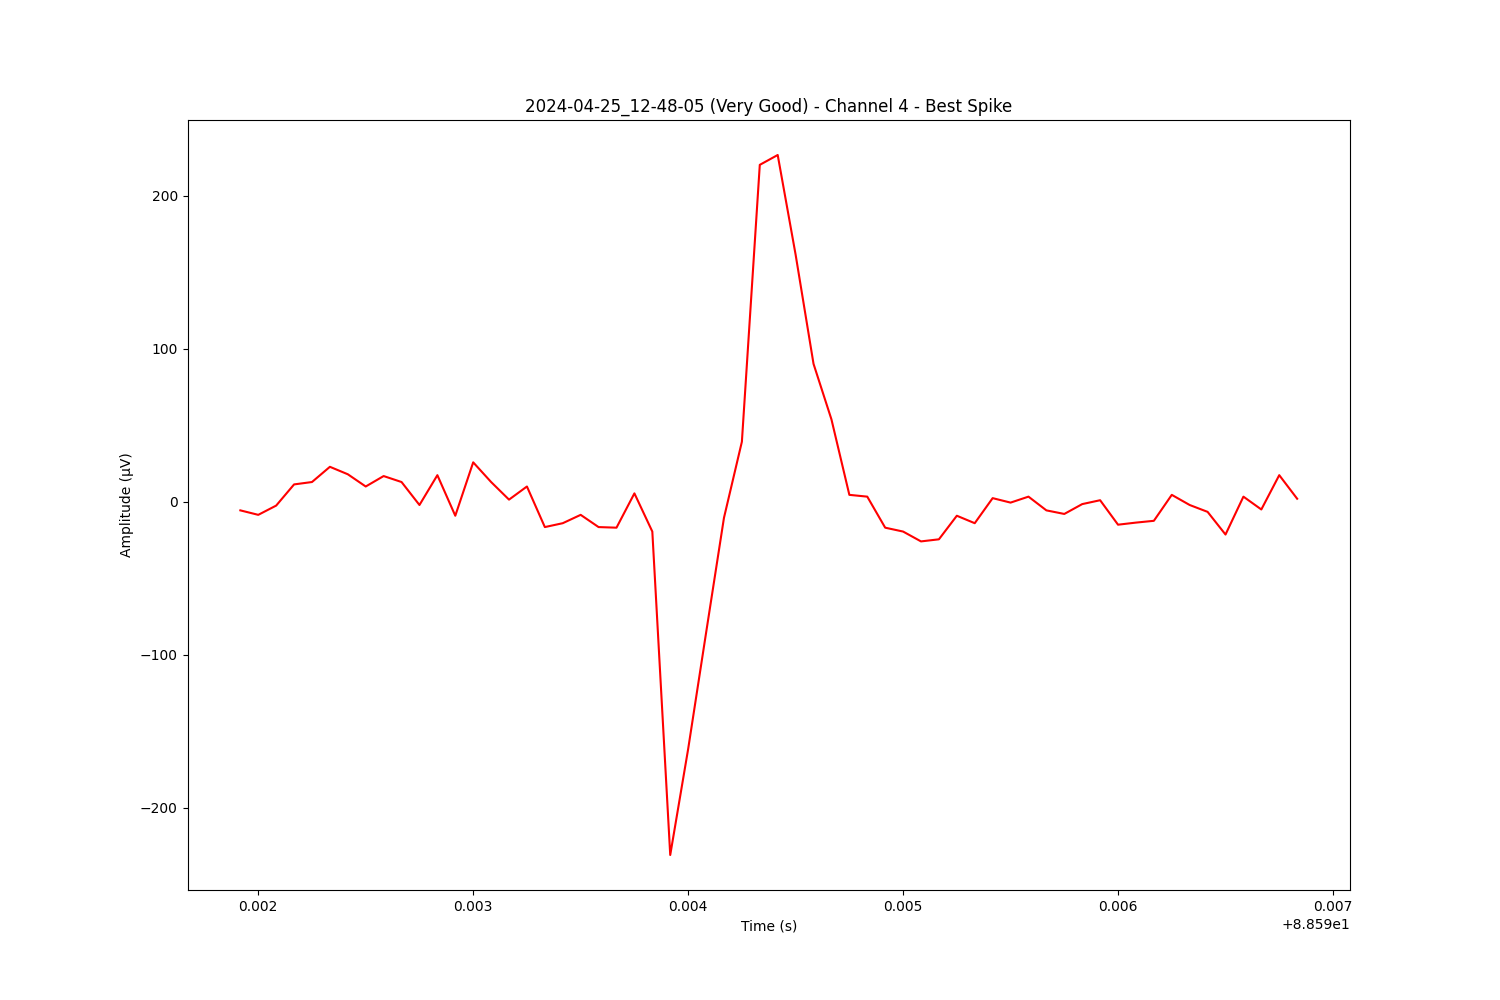 2024-04-25_12-48-05 (Very Good) - Channel 4 - Best Spike
Amplitude (µV)
200
100
0
−100
−200
0.002 0.003 0.004 0.005 0.006 0.007
Time (s)
+8.859e1